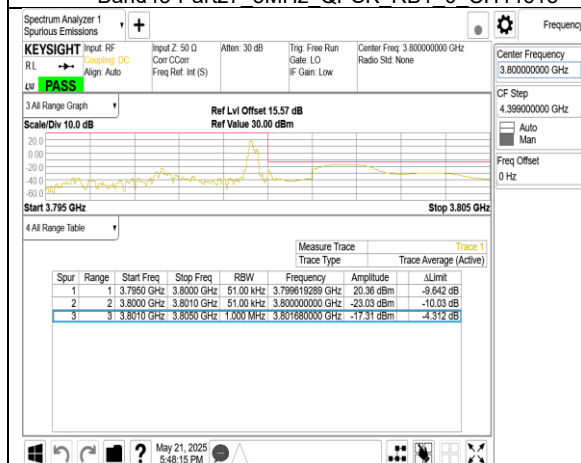 Spectrum Analyzer 1
Spurious Emissions
Frequency
KEYSIGHT
RL
PASS
Input: RF
Coupling: DC
Align: Auto
Input Z: 50 Ω
Corr CCorr
Freq Ref: Int (S)
Atten: 30 dB
Trig: Free Run
Gate: LO
IF Gain: Low
Center Freq: 3.800000000 GHz
Radio Std: None
Center Frequency
3.800000000 GHz
CF Step
4.399000000 GHz
Auto
Man
Freq Offset
0 Hz
3 All Range Graph
Scale/Div 10.0 dB
Ref Lvl Offset 15.57 dB
Ref Value 30.00 dBm
20.0
0.00
-20.0
-40.0
-60.0
Start 3.795 GHz
Stop 3.805 GHz
4 All Range Table
Measure Trace Trace 1
Trace Type Trace Average (Active)
Spur Range Start Freq Stop Freq RBW Frequency Amplitude ΔLimit
1 1 3.7950 GHz 3.8000 GHz 51.00 kHz 3.799619289 GHz 20.36 dBm -9.642 dB
2 2 3.8000 GHz 3.8010 GHz 51.00 kHz 3.800000000 GHz -23.03 dBm -10.03 dB
3 3 3.8010 GHz 3.8050 GHz 1.000 MHz 3.801680000 GHz -17.31 dBm -4.312 dB
May 21, 2025
5:48:15 PM